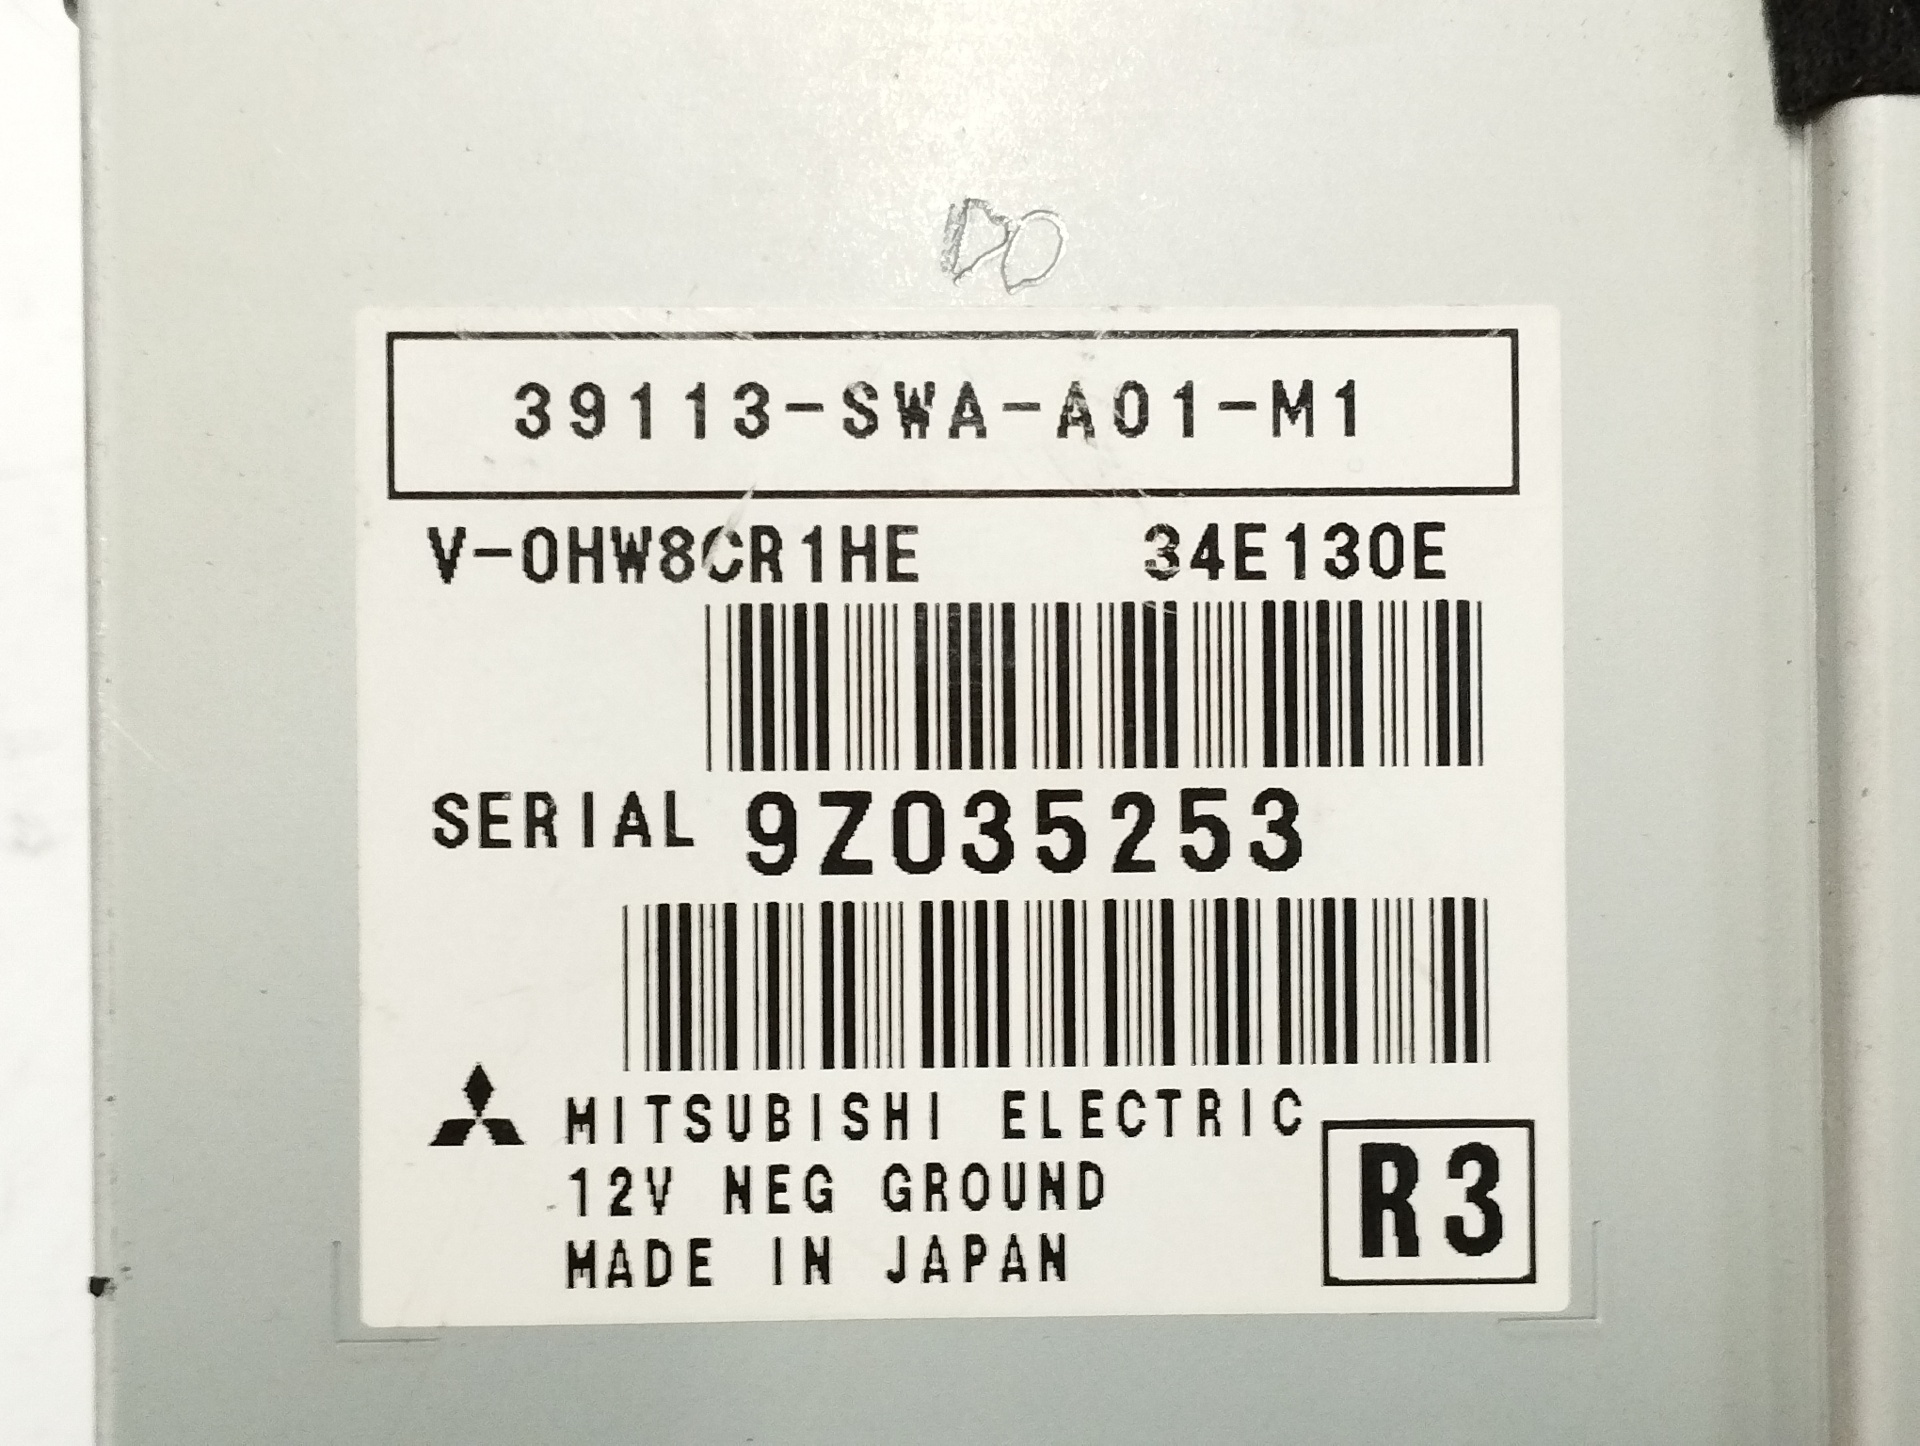 39113-SWA-A01-M1
V-0HW8CR1HE 34E130E
SERIAL 9Z035253
MITSUBISHI ELECTRIC
12V NEG GROUND
MADE IN JAPAN
R3